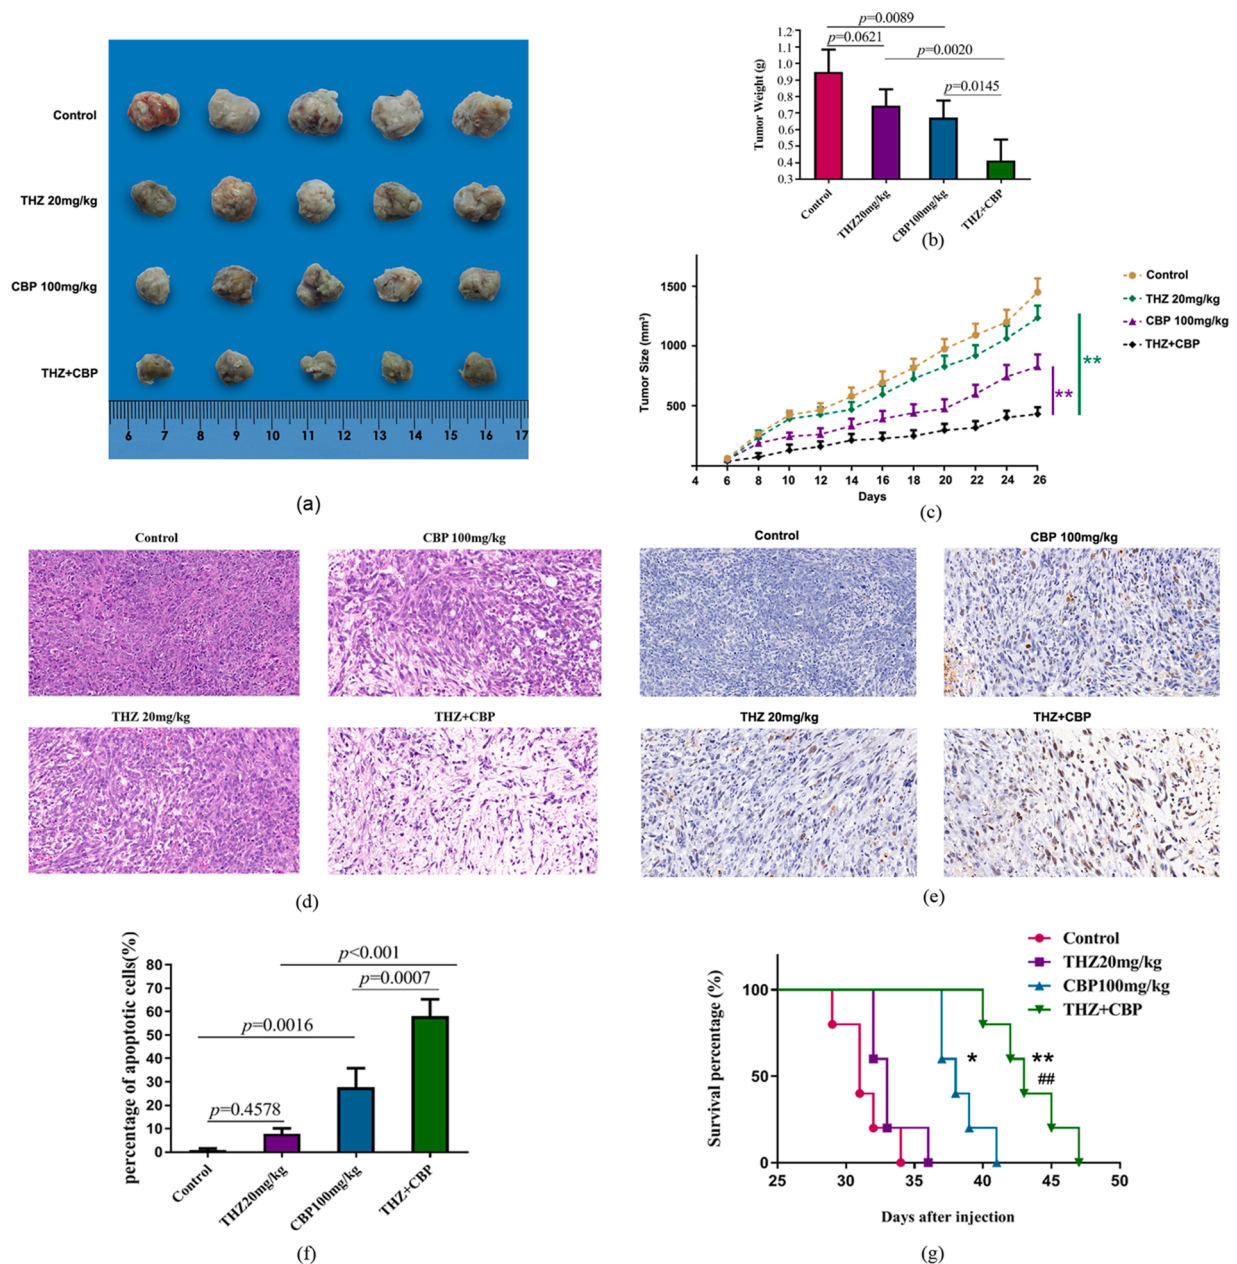 Control
THZ 20mg/kg
CBP 100mg/kg
THZ+CBP
6 7 8 9 10 11 12 13 14 15 16 17
(a)
p=0.0089
p=0.0621
p=0.0020
p=0.0145
Tumor Weight (g)
1.2
1.1
1.0
0.9
0.8
0.7
0.6
0.5
0.4
0.3
Control
THZ20mg/kg
CBP100mg/kg
THZ+CBP
(b)
Tumor Size (mm³)
1500
1000
500
4 6 8 10 12 14 16 18 20 22 24 26
Days
Control
THZ 20mg/kg
CBP 100mg/kg
THZ+CBP
**
**
(c)
Control
CBP 100mg/kg
THZ 20mg/kg
THZ+CBP
(d)
Control
CBP 100mg/kg
THZ 20mg/kg
THZ+CBP
(e)
percentage of apoptotic cells(%)
80
70
60
50
40
30
20
10
0
p<0.001
p=0.0007
p=0.0016
p=0.4578
Control
THZ20mg/kg
CBP100mg/kg
THZ+CBP
(f)
Control
THZ20mg/kg
CBP100mg/kg
THZ+CBP
Survival percentage (%)
100
50
0
*
**
##
25 30 35 40 45 50
Days after injection
(g)